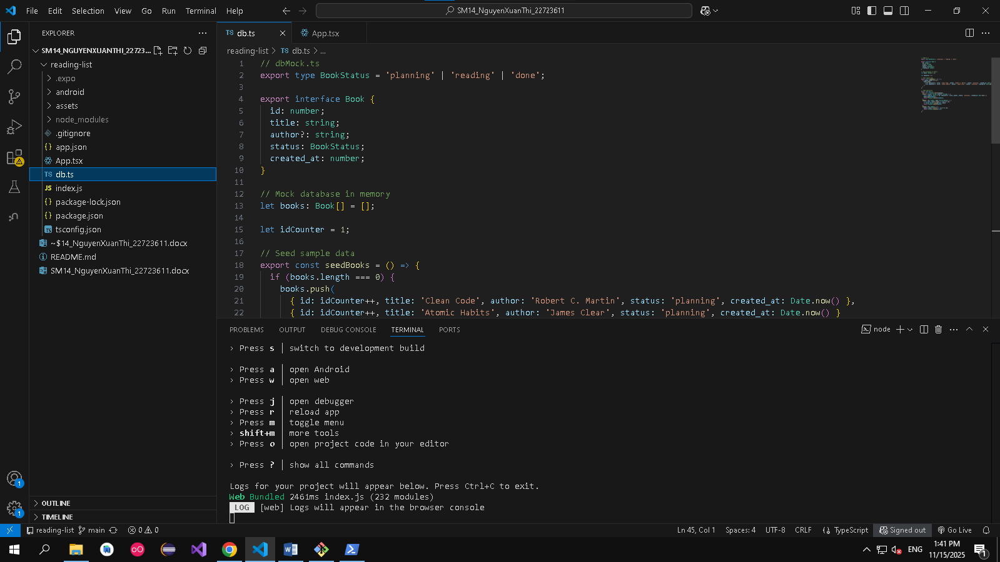 File Edit Selection View Go Run Terminal Help
SM14_NguyenXuanThi_22723611
EXPLORER
SM14_NGUYENXUANTHI_22723...
reading-list
.expo
android
assets
node_modules
.gitignore
app.json
App.tsx
TS db.ts
JS index.js
package-lock.json
package.json
tsconfig.json
~$14_NguyenXuanThi_22723611.docx
README.md
SM14_NguyenXuanThi_22723611.docx
OUTLINE
TIMELINE
TS db.ts
App.tsx
reading-list > TS db.ts > ...
1 // dbMock.ts
2 export type BookStatus = 'planning' | 'reading' | 'done';
3
4 export interface Book {
5 id: number;
6 title: string;
7 author?: string;
8 status: BookStatus;
9 created_at: number;
10 }
11
12 // Mock database in memory
13 let books: Book[] = [];
14
15 let idCounter = 1;
16
17 // Seed sample data
18 export const seedBooks = () => {
19 if (books.length === 0) {
20 books.push(
21 { id: idCounter++, title: 'Clean Code', author: 'Robert C. Martin', status: 'planning', created_at: Date.now() },
22 { id: idCounter++, title: 'Atomic Habits', author: 'James Clear', status: 'planning', created_at: Date.now() }
PROBLEMS OUTPUT DEBUG CONSOLE TERMINAL PORTS
node
› Press s │ switch to development build
› Press a │ open Android
› Press w │ open web
› Press j │ open debugger
› Press r │ reload app
› Press m │ toggle menu
› shift+m │ more tools
› Press o │ open project code in your editor
› Press ? │ show all commands
Logs for your project will appear below. Press Ctrl+C to exit.
Web Bundled 2461ms index.js (232 modules)
LOG [web] Logs will appear in the browser console
reading-list main 0 0
Ln 45, Col 1 Spaces: 4 UTF-8 CRLF TypeScript Signed out Go Live
ENG
1:41 PM
11/15/2025
1